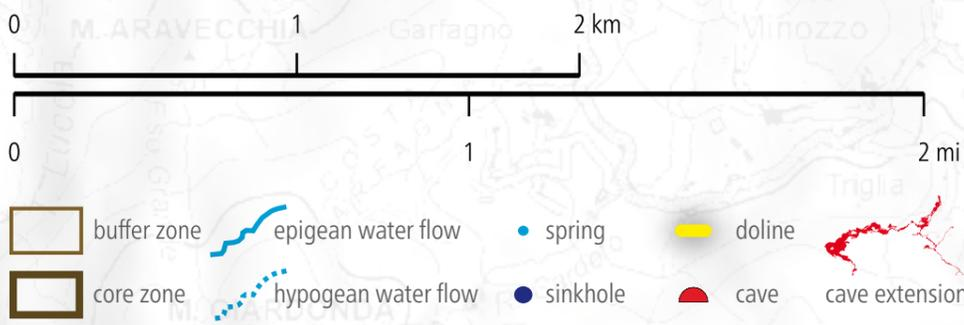 0 1 2 km
M. ARAVECCHIA Garfagno Minozzo
0 1 2 mi
Triglia
buffer zone epigean water flow spring doline
core zone hypogean water flow sinkhole cave cave extension